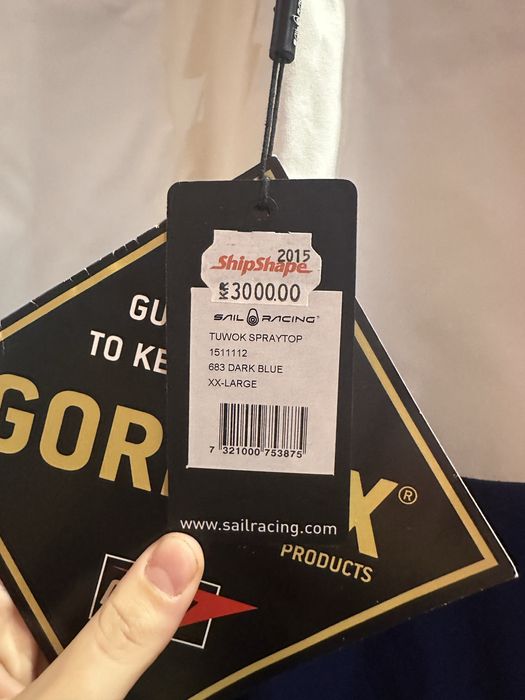 2015
ShipShape
KR 3000.00
SAIL RACING®
TUWOK SPRAYTOP
1511112
683 DARK BLUE
XX-LARGE
7 321000 753875
www.sailracing.com
GU
TO KE
GOR X®
PRODUCTS